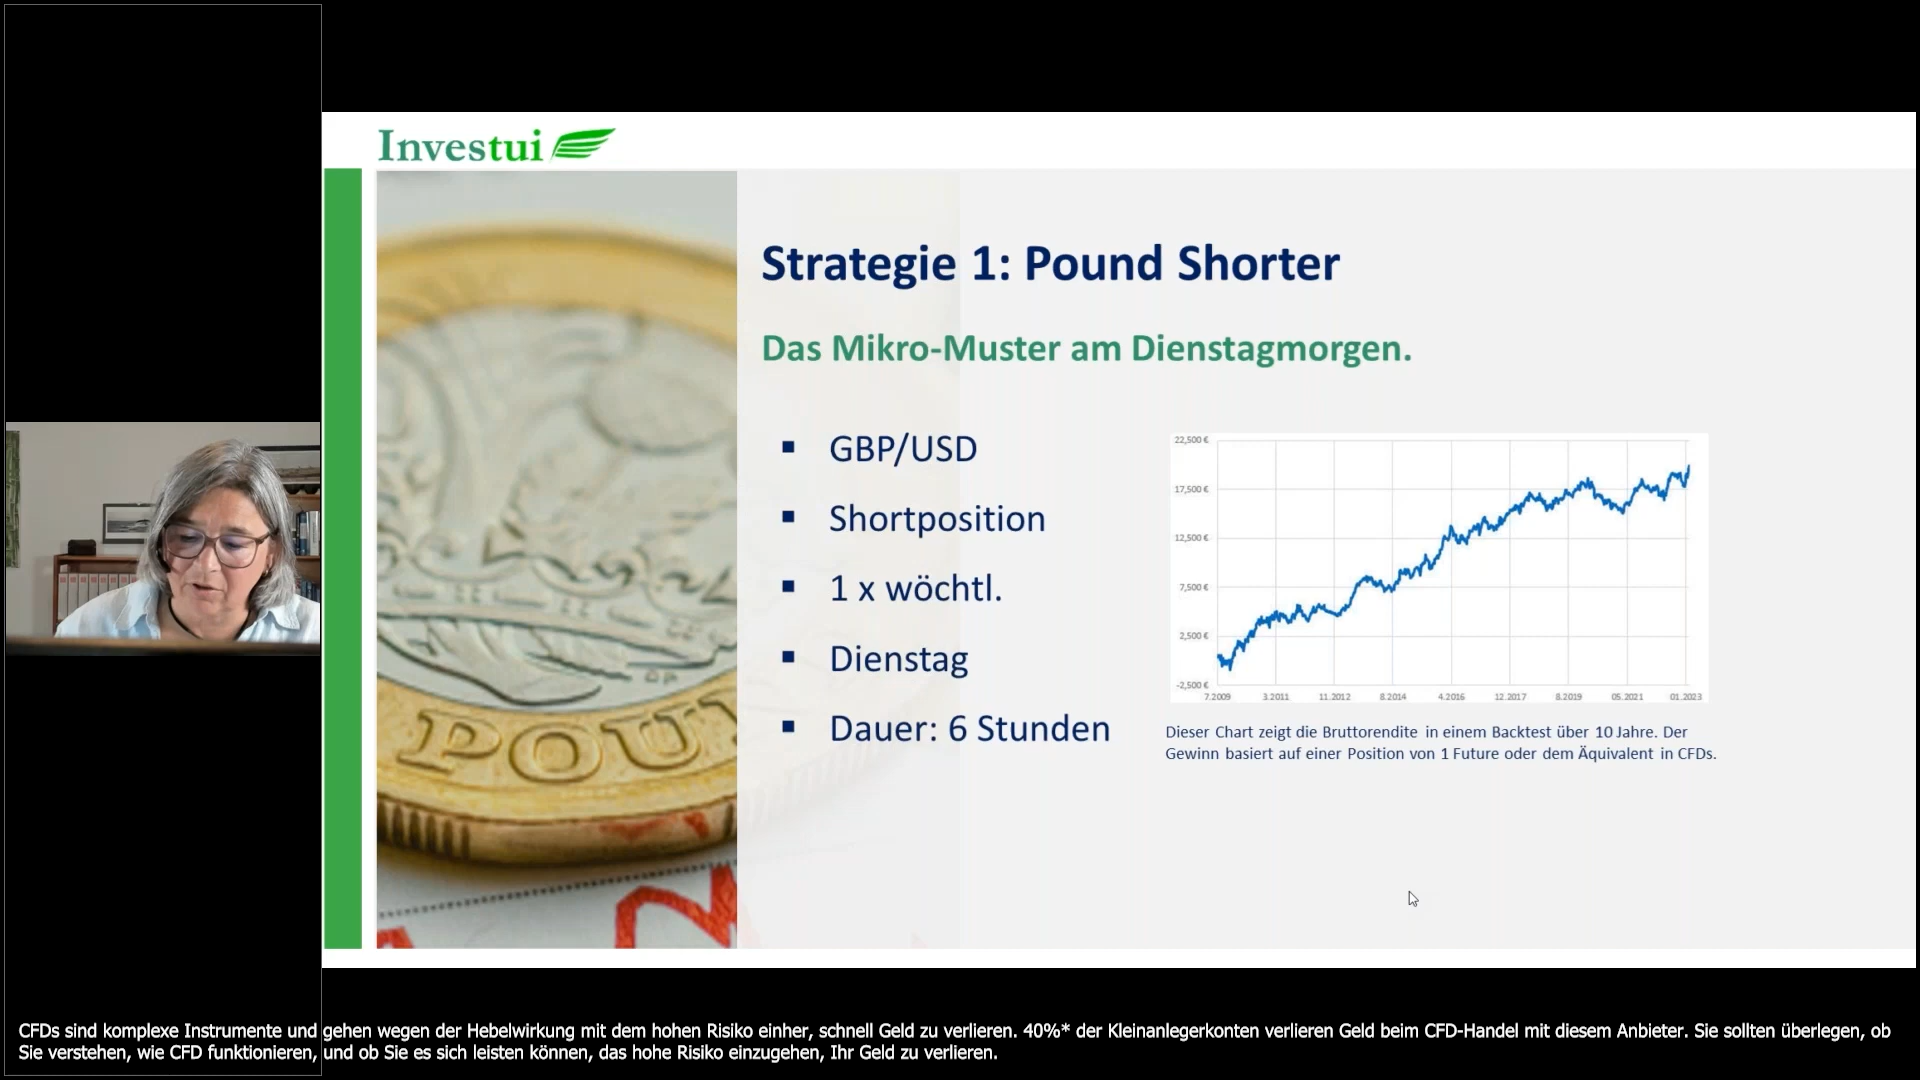 Investui
Strategie 1: Pound Shorter
Das Mikro-Muster am Dienstagmorgen.
▪ GBP/USD
▪ Shortposition
▪ 1 x wöchtl.
▪ Dienstag
▪ Dauer: 6 Stunden
22,500 €
17,500 €
12,500 €
7,500 €
2,500 €
-2,500 €
7.2009 3.2011 11.2012 8.2014 4.2016 12.2017 8.2019 05.2021 01.2023
Dieser Chart zeigt die Bruttorendite in einem Backtest über 10 Jahre. Der
Gewinn basiert auf einer Position von 1 Future oder dem Äquivalent in CFDs.
POU
CFDs sind komplexe Instrumente und gehen wegen der Hebelwirkung mit dem hohen Risiko einher, schnell Geld zu verlieren. 40%* der Kleinanlegerkonten verlieren Geld beim CFD-Handel mit diesem Anbieter. Sie sollten überlegen, ob
Sie verstehen, wie CFD funktionieren, und ob Sie es sich leisten können, das hohe Risiko einzugehen, Ihr Geld zu verlieren.